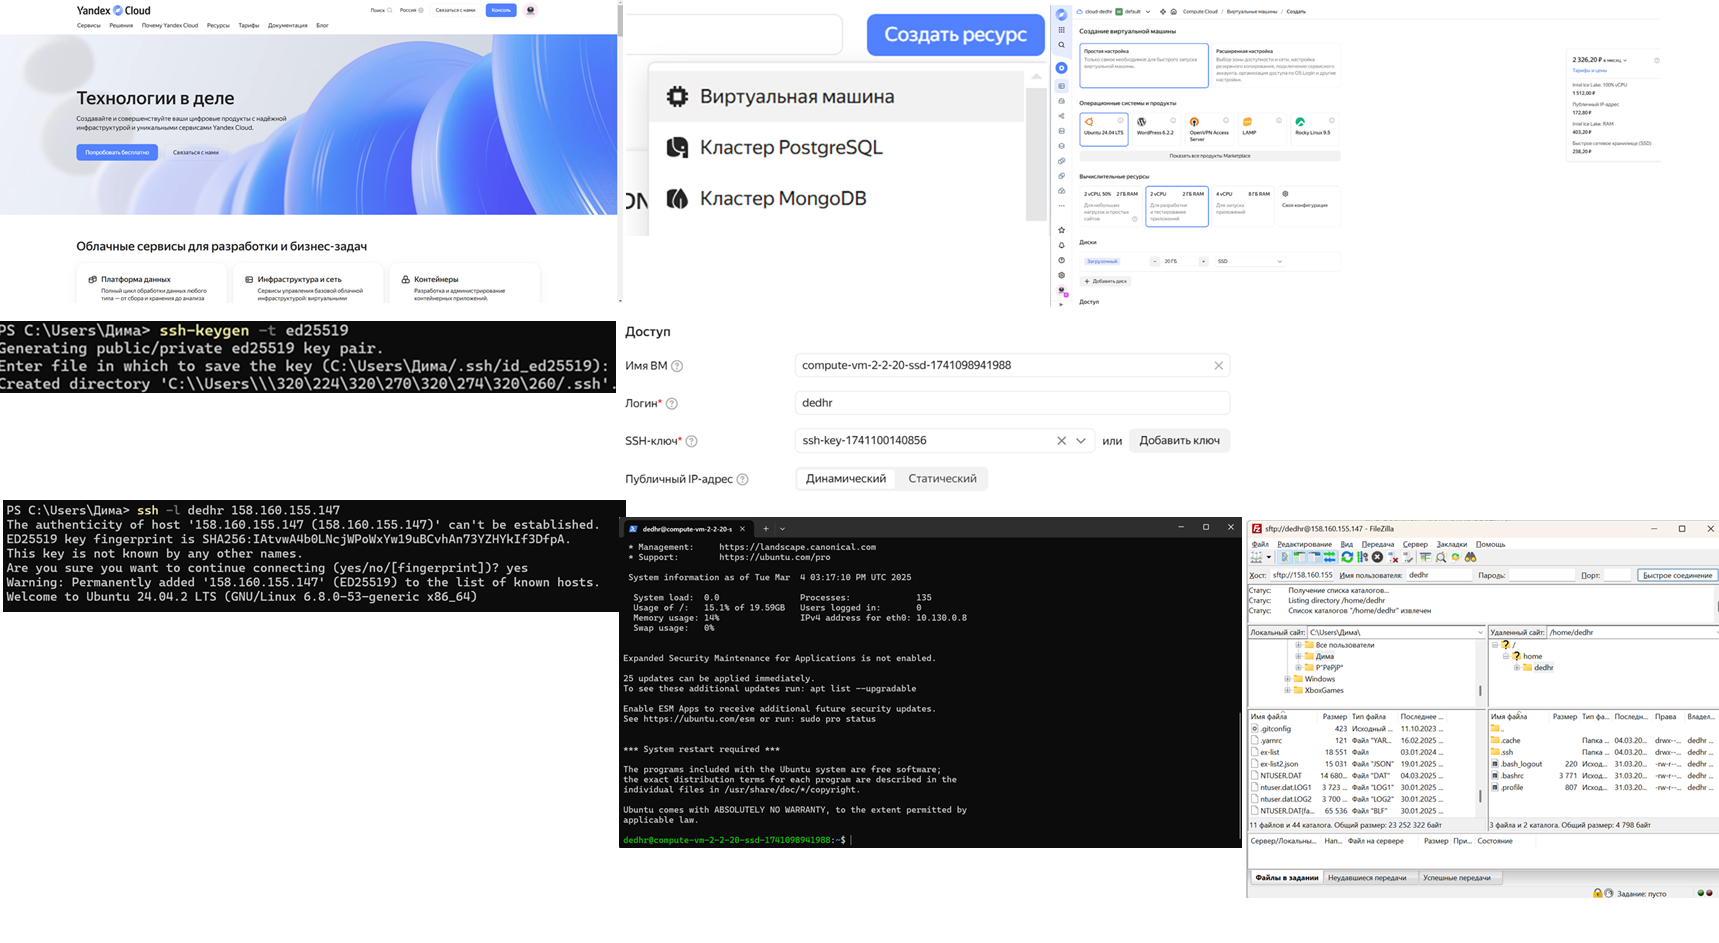 Yandex Cloud
Поиск
Россия
Связаться с нами
Консоль
Сервисы Решения Почему Yandex Cloud Ресурсы Тарифы Документация Блог
Технологии в деле
Создавайте и совершенствуйте ваши цифровые продукты с надёжной
инфраструктурой и уникальными сервисами Yandex Cloud.
Попробовать бесплатно
Связаться с нами
Облачные сервисы для разработки и бизнес-задач
Платформа данных
Полный цикл обработки данных любого
типа — от сбора и хранения до анализа
Инфраструктура и сеть
Сервисы управления базовой облачной
инфраструктурой: виртуальными
Контейнеры
Разработка и администрирование
контейнерных приложений.
Создать ресурс
Виртуальная машина
Кластер PostgreSQL
Кластер MongoDB
cloud-dedhr default Compute Cloud / Виртуальные машины / Создать
Создание виртуальной машины
Простая настройка
Только самое необходимое для быстрого запуска
виртуальной машины.
Расширенная настройка
Выбор зоны доступности и сети, настройка
резервного копирования, подключение сервисного
аккаунта, организация доступа по OS Login и другие
настройки.
Операционные системы и продукты
Ubuntu 24.04 LTS
WordPress 6.2.2
OpenVPN Access
Server
LAMP
Rocky Linux 9.5
Показать все продукты Marketplace
Вычислительные ресурсы
2 vCPU, 50% 2 ГБ RAM
Для небольших
нагрузок и простых
сайтов
2 vCPU 2 ГБ RAM
Для разработки
и тестирования
приложений
4 vCPU 8 ГБ RAM
Для запуска
приложений
Своя конфигурация
Диски
Загрузочный − 20 ГБ + SSD
+ Добавить диск
Доступ
2 326,20 ₽ в месяц
Тарифы и цены
Intel Ice Lake. 100% vCPU
1 512,00 ₽
Публичный IP-адрес
172,80 ₽
Intel Ice Lake. RAM
403,20 ₽
Быстрое сетевое хранилище (SSD)
238,20 ₽
PS C:\Users\Дима> ssh-keygen -t ed25519
Generating public/private ed25519 key pair.
Enter file in which to save the key (C:\Users\Дима/.ssh/id_ed25519):
Created directory 'C:\\Users\\\320\224\320\270\320\274\320\260/.ssh'.
Доступ
Имя ВМ compute-vm-2-2-20-ssd-1741098941988
Логин* dedhr
SSH-ключ* ssh-key-1741100140856 или Добавить ключ
Публичный IP-адрес Динамический Статический
PS C:\Users\Дима> ssh -l dedhr 158.160.155.147
The authenticity of host '158.160.155.147 (158.160.155.147)' can't be established.
ED25519 key fingerprint is SHA256:IAtvwA4b0LNcjWPoWxYw19uBCvhAn73YZHYkIf3DfpA.
This key is not known by any other names.
Are you sure you want to continue connecting (yes/no/[fingerprint])? yes
Warning: Permanently added '158.160.155.147' (ED25519) to the list of known hosts.
Welcome to Ubuntu 24.04.2 LTS (GNU/Linux 6.8.0-53-generic x86_64)
dedhr@compute-vm-2-2-20-s
* Management: https://landscape.canonical.com
* Support: https://ubuntu.com/pro
System information as of Tue Mar 4 03:17:10 PM UTC 2025
System load: 0.0 Processes: 135
Usage of /: 15.1% of 19.59GB Users logged in: 0
Memory usage: 14% IPv4 address for eth0: 10.130.0.8
Swap usage: 0%
Expanded Security Maintenance for Applications is not enabled.
25 updates can be applied immediately.
To see these additional updates run: apt list --upgradable
Enable ESM Apps to receive additional future security updates.
See https://ubuntu.com/esm or run: sudo pro status
*** System restart required ***
The programs included with the Ubuntu system are free software;
the exact distribution terms for each program are described in the
individual files in /usr/share/doc/*/copyright.
Ubuntu comes with ABSOLUTELY NO WARRANTY, to the extent permitted by
applicable law.
dedhr@compute-vm-2-2-20-ssd-1741098941988:~$
sftp://dedhr@158.160.155.147 - FileZilla
Файл Редактирование Вид Передача Сервер Закладки Помощь
Хост: sftp://158.160.155 Имя пользователя: dedhr Пароль: Порт: Быстрое соединение
Статус: Получение списка каталогов...
Статус: Listing directory /home/dedhr
Статус: Список каталогов "/home/dedhr" извлечен
Локальный сайт: C:\Users\Дима\
Все пользователи
Дима
Windows
XboxGames
Удаленный сайт: /home/dedhr
/
home
dedhr
Имя файла Размер Тип файла Последнее ...
.gitconfig 423 Исходный ... 11.10.2023 ...
.yarnrc 121 Файл "YAR... 16.02.2025 ...
ex-list 18 551 Файл 03.01.2024 ...
ex-list2.json 15 031 Файл "JSON" 19.01.2025 ...
NTUSER.DAT 14 680... Файл "DAT" 04.03.2025 ...
ntuser.dat.LOG1 3 723 ... Файл "LOG1" 30.01.2025 ...
ntuser.dat.LOG2 3 700 ... Файл "LOG2" 30.01.2025 ...
NTUSER.DAT{fa... 65 536 Файл "BLF" 30.01.2025 ...
11 файлов и 44 каталога. Общий размер: 23 252 322 байт
Имя файла Размер Тип фа... Последн... Права Владел...
..
.cache Папка ... 04.03.20... drwx--... dedhr ...
.ssh Папка ... 04.03.20... drwx--... dedhr ...
.bash_logout 220 Исход... 31.03.20... -rw-r--... dedhr ...
.bashrc 3 771 Исход... 31.03.20... -rw-r--... dedhr ...
.profile 807 Исход... 31.03.20... -rw-r--... dedhr ...
3 файла и 2 каталога. Общий размер: 4 798 байт
Сервер/Локальны... Нап... Файл на сервере Размер При... Состояние
Файлы в задании Неудавшиеся передачи Успешные передачи
Задание: пусто